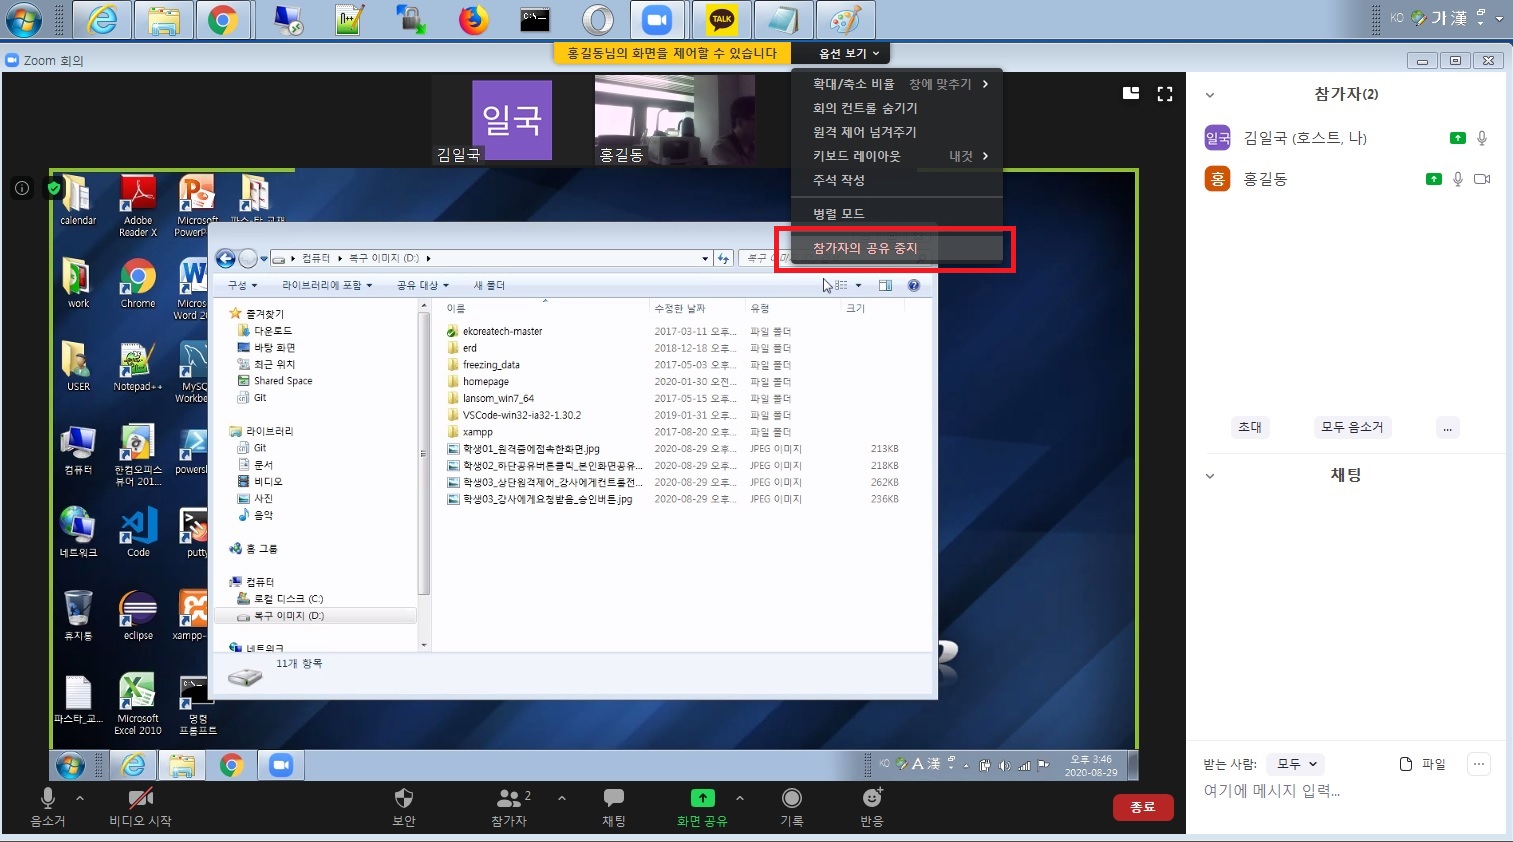 TALK
KO 가 漢
Zoom 회의
홍길동님의 화면을 제어할 수 있습니다
옵션 보기
확대/축소 비율 창에 맞추기
회의 컨트롤 숨기기
원격 제어 넘겨주기
키보드 레이아웃 내것
주석 작성
병렬 모드
참가자의 공유 중지
일국
김일국
홍길동
참가자(2)
일국 김일국 (호스트, 나)
홍 홍길동
초대 모두 음소거 ...
채팅
받는 사람: 모두 파일 ...
여기에 메시지 입력...
calendar
Adobe
Reader X
Microsoft
PowerP
work
Chrome
Micros
Word 20
USER
Notepad++
MySQ
Workbe
컴퓨터
한컴오피스
뷰어 201...
powersh
네트워크
Code
putty
휴지통
eclipse
xampp-
파스타_교...
Microsoft
Excel 2010
명령
프롬프트
컴퓨터 복구 이미지 (D:)
구성 라이브러리에 포함 공유 대상 새 폴더
즐겨찾기
다운로드
바탕 화면
최근 위치
Shared Space
Git
라이브러리
Git
문서
비디오
사진
음악
홈 그룹
컴퓨터
로컬 디스크 (C:)
복구 이미지 (D:)
네트워크
이름 수정한 날짜 유형 크기
ekoreatech-master 2017-03-11 오후... 파일 폴더
erd 2018-12-18 오후... 파일 폴더
freezing_data 2017-05-03 오후... 파일 폴더
homepage 2020-01-30 오전... 파일 폴더
lansom_win7_64 2017-05-15 오후... 파일 폴더
VSCode-win32-ia32-1.30.2 2019-01-31 오후... 파일 폴더
xampp 2017-08-20 오후... 파일 폴더
학생01_원격줌에접속한화면.jpg 2020-08-29 오후... JPEG 이미지 213KB
학생02_하단공유버튼클릭_본인화면공유... 2020-08-29 오후... JPEG 이미지 218KB
학생03_상단원격제어_강사에게컨트롤전... 2020-08-29 오후... JPEG 이미지 262KB
학생03_강사에게요청받음_승인버튼.jpg 2020-08-29 오후... JPEG 이미지 236KB
11개 항목
KO A 漢
오후 3:46
2020-08-29
음소거
비디오 시작
보안
2
참가자
채팅
화면 공유
기록
반응
종료